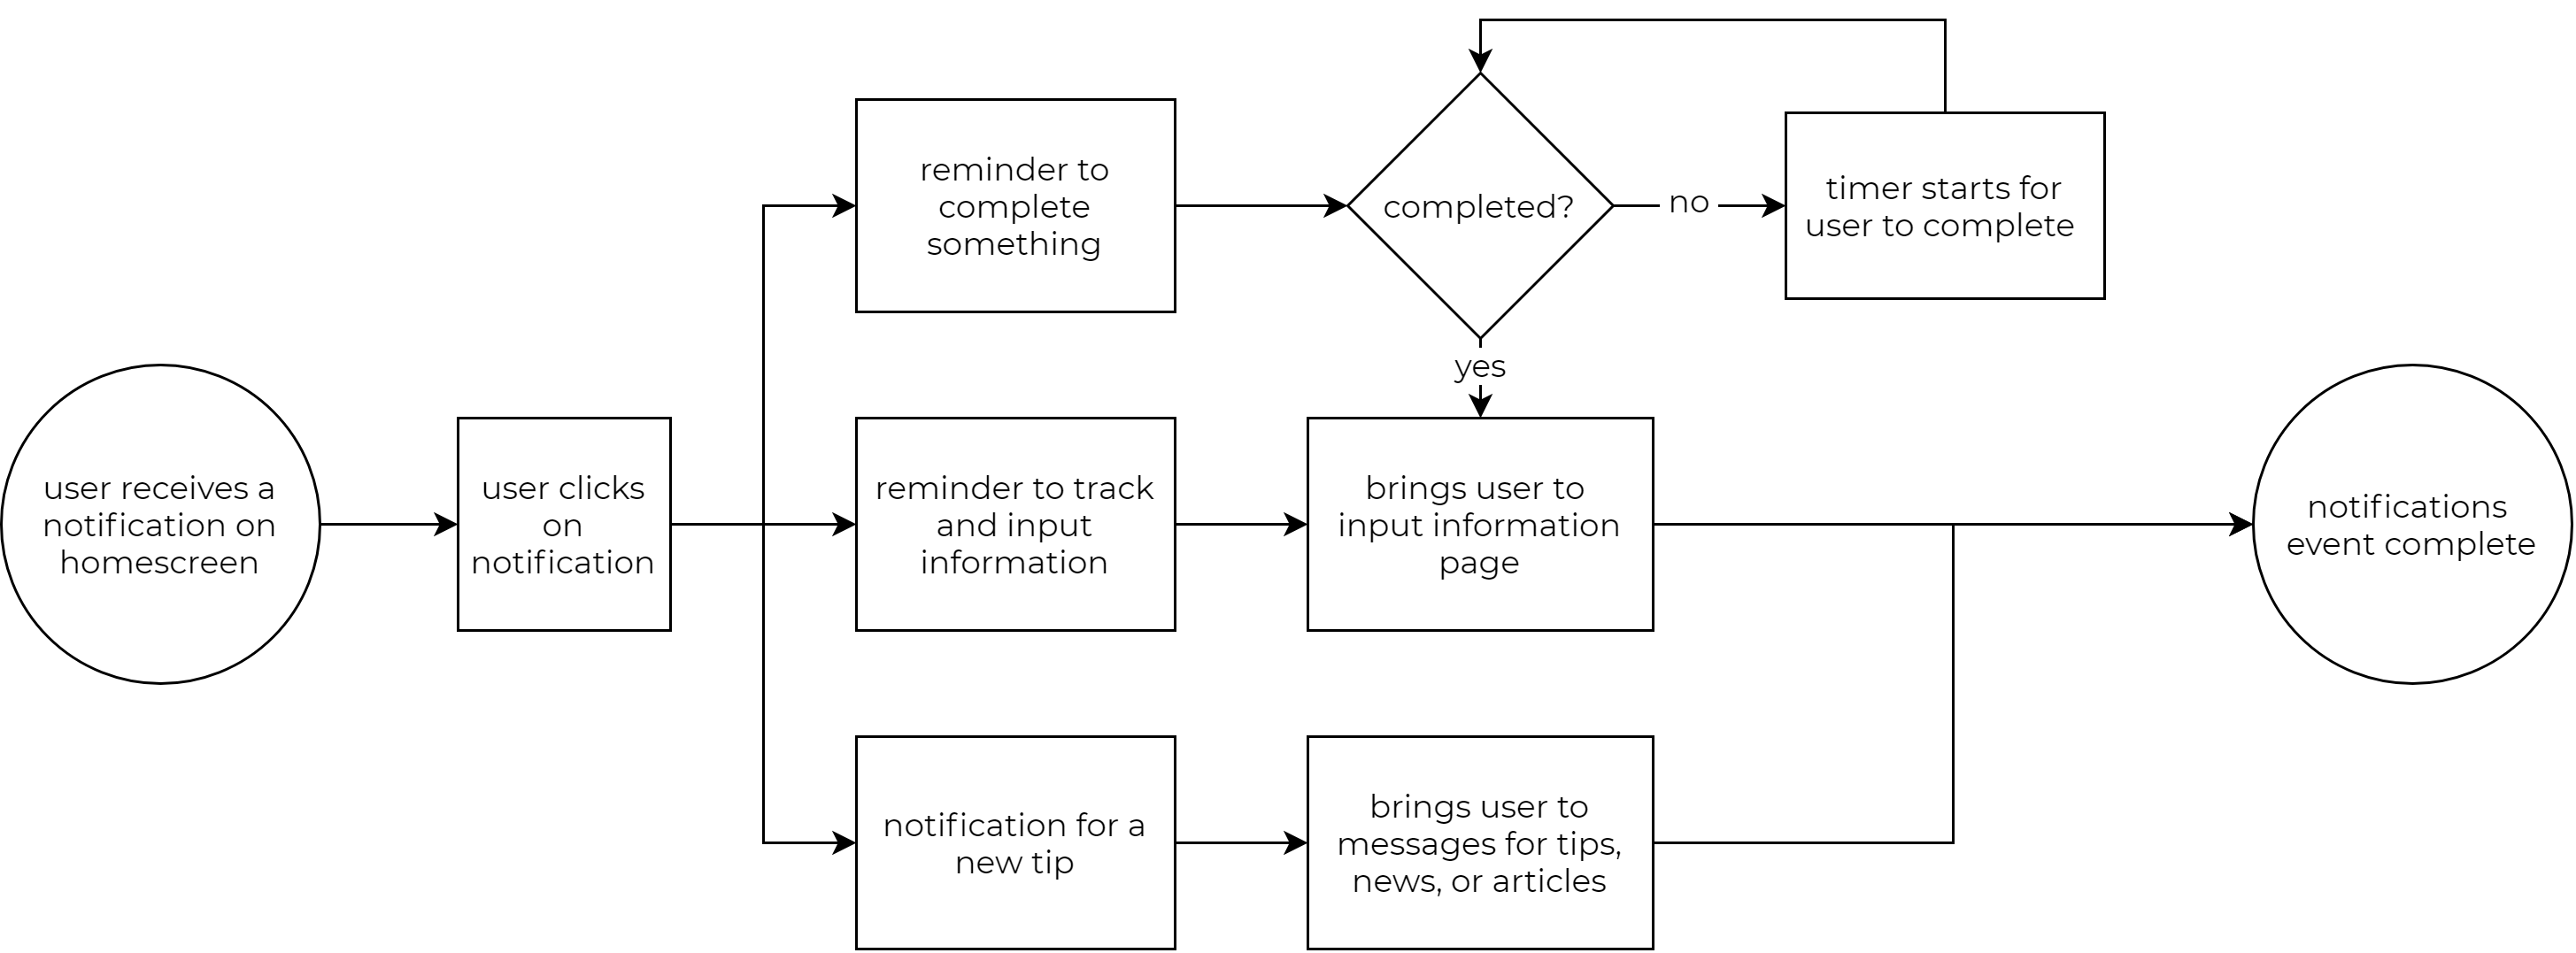 user receives a
notification on
homescreen
user clicks
on
notification
reminder to
complete
something
completed?
no
timer starts for
user to complete
yes
reminder to track
and input
information
brings user to
input information
page
notification for a
new tip
brings user to
messages for tips,
news, or articles
notifications
event complete